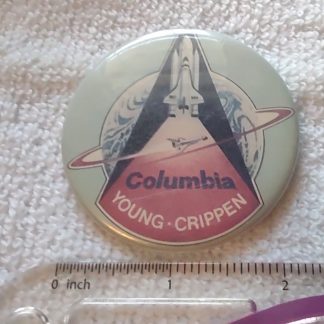 Columbia
YOUNG · CRIPPEN
0 inch 1 2